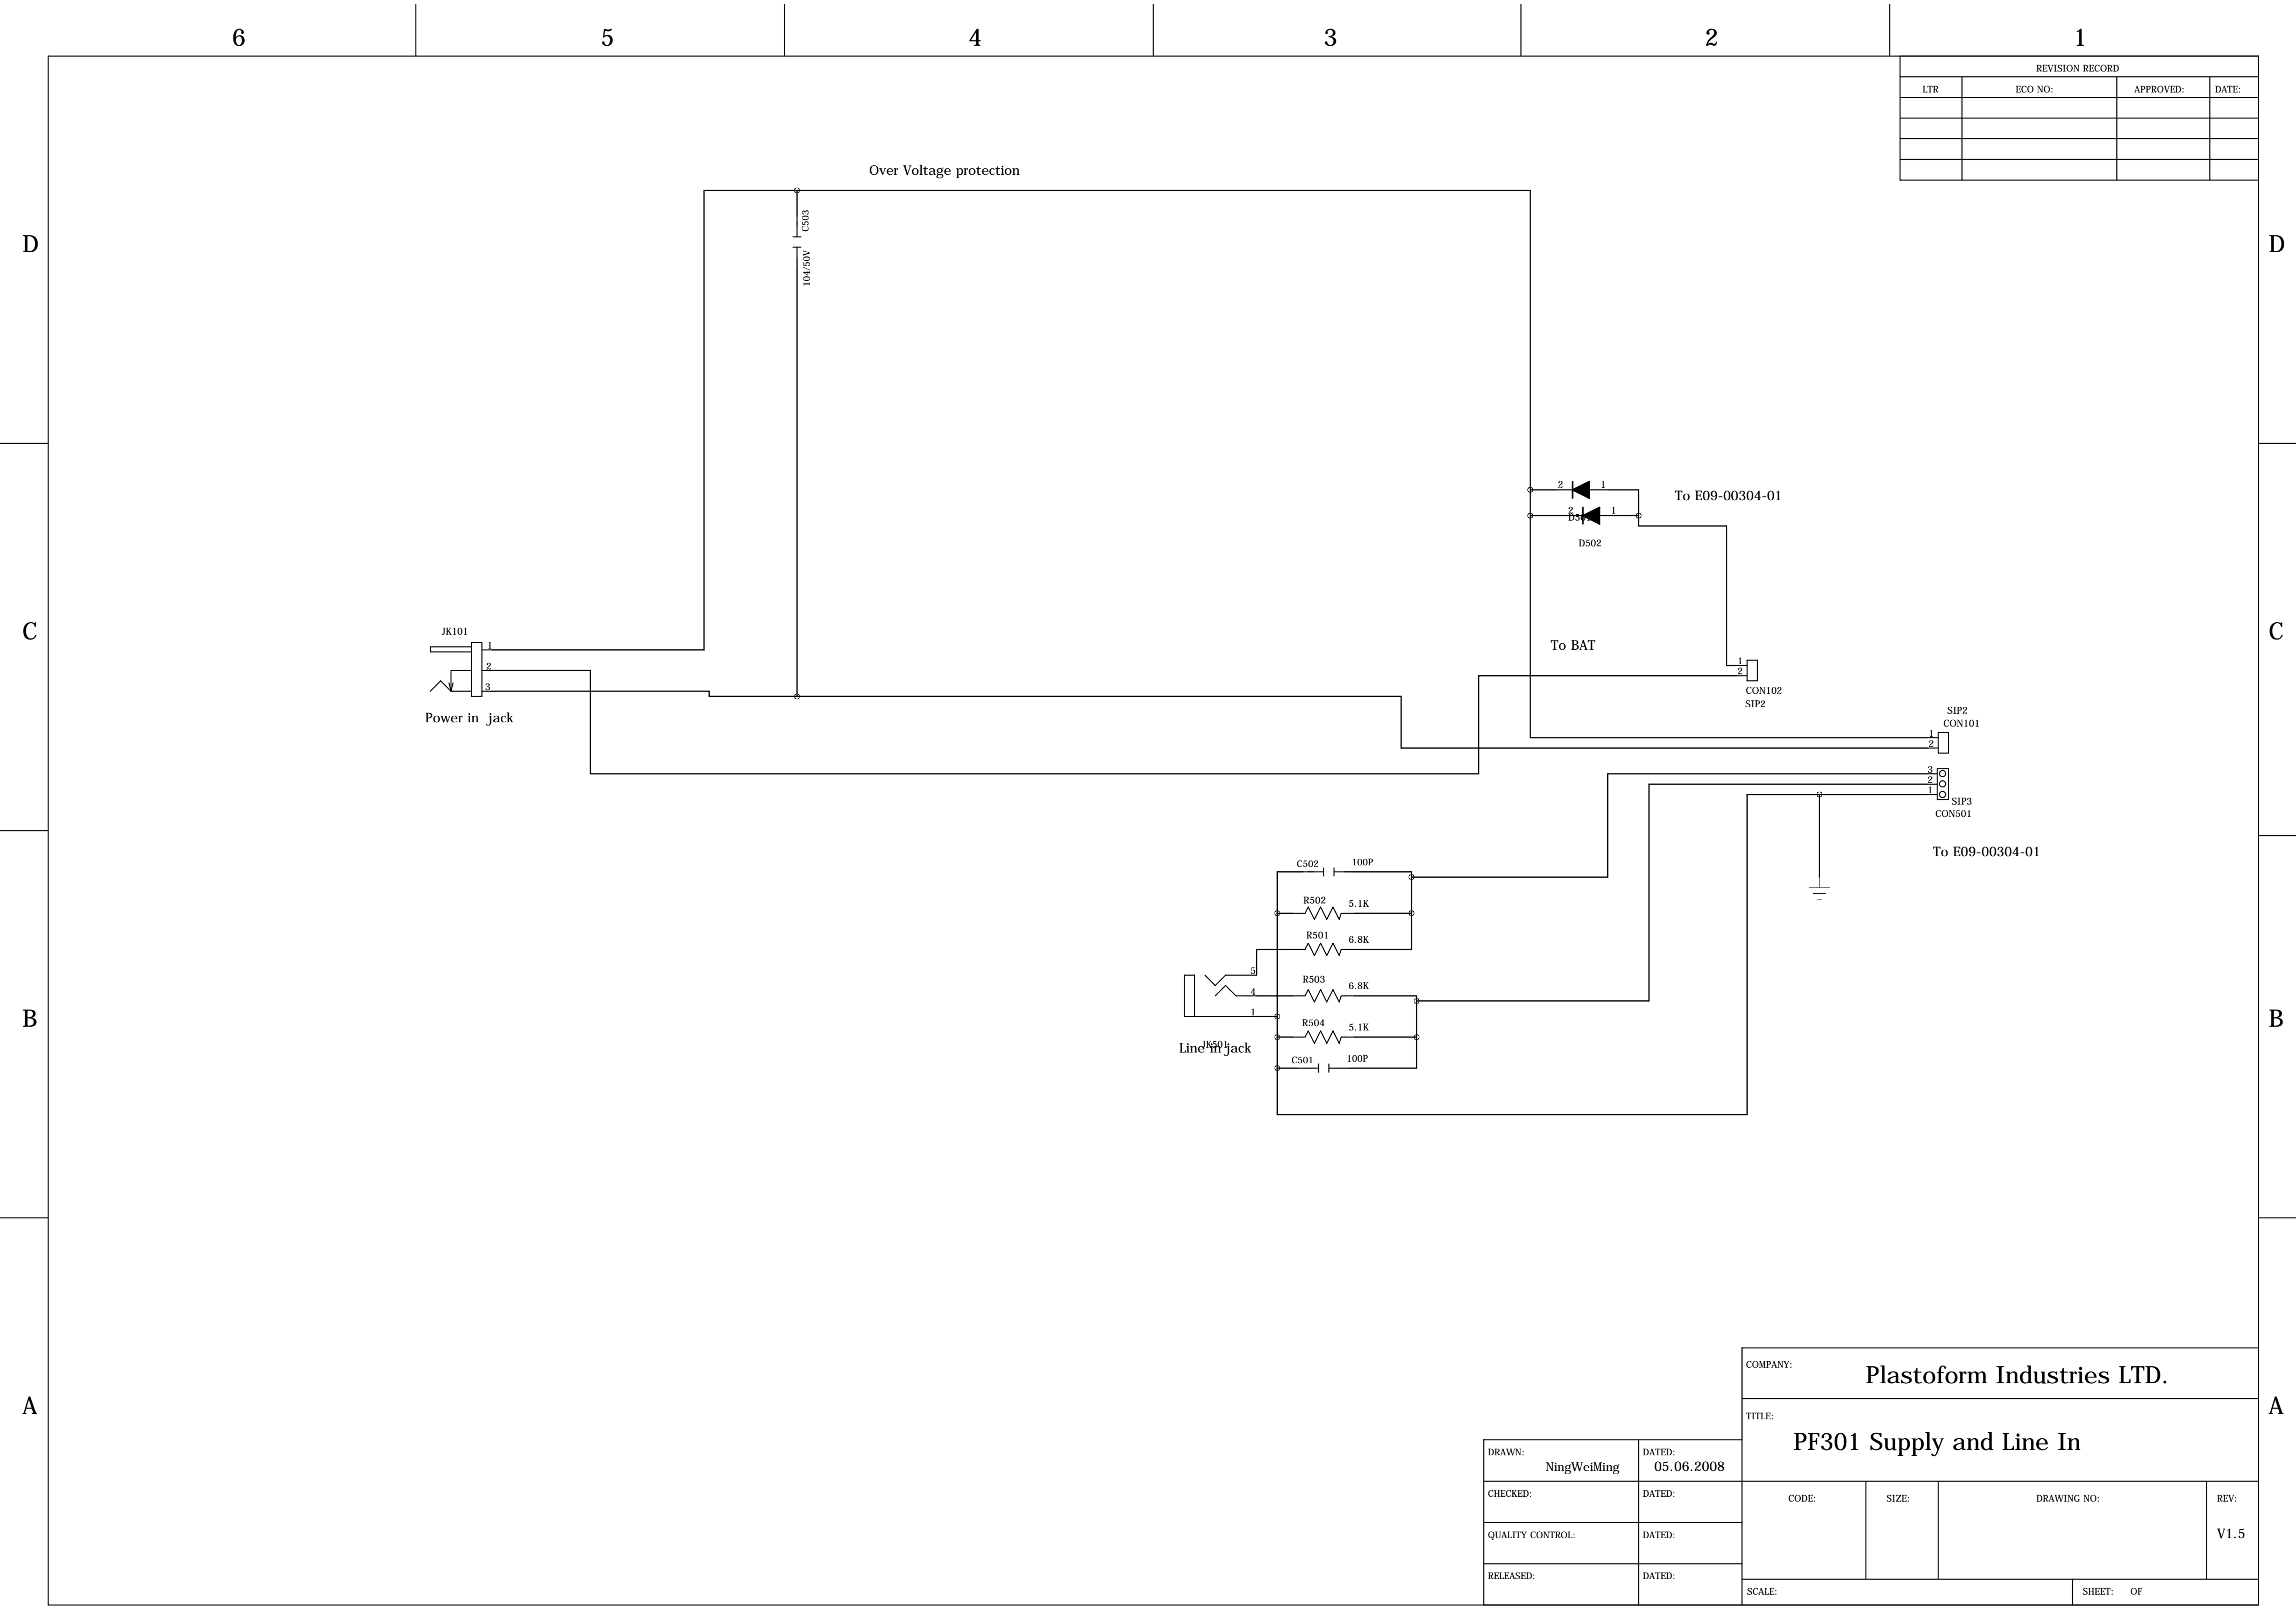 6 5 4 3 2 1
REVISION RECORD
LTR ECO NO: APPROVED: DATE:
Over Voltage protection
D D
C503
104/50V
2 1
To E09-00304-01
2 1
D502
C C
JK101
1
2
3
Power in jack
To BAT
1
2
CON102
SIP2
SIP2
CON101
1
2
3
2
1
SIP3
CON501
To E09-00304-01
C502 100P
R502 5.1K
R501 6.8K
5
R503 6.8K
4
1
B B
R504 5.1K
JK501
Line in jack
C501 100P
A A
COMPANY: Plastoform Industries LTD.
TITLE:
PF301 Supply and Line In
DRAWN: DATED:
NingWeiMing 05.06.2008
CHECKED: DATED:
CODE: SIZE: DRAWING NO: REV:
V1.5
QUALITY CONTROL: DATED:
RELEASED: DATED:
SCALE: SHEET: OF